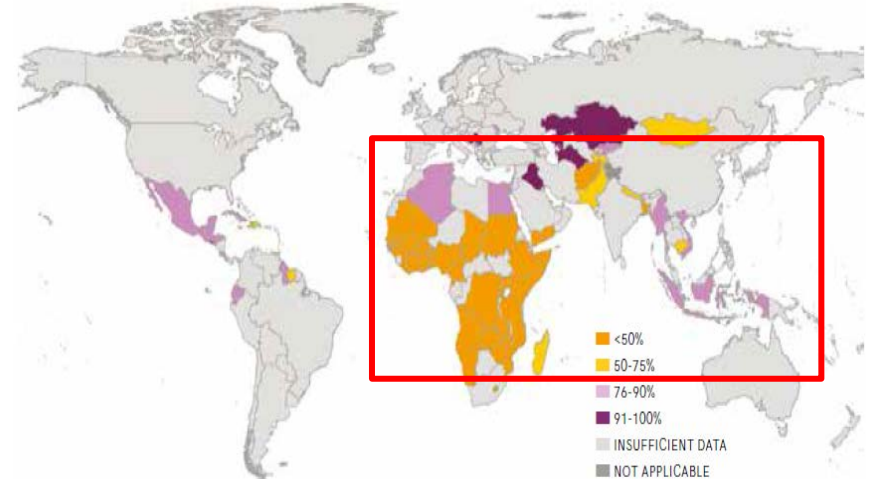 <50%
50-75%
76-90%
91-100%
INSUFFICIENT DATA
NOT APPLICABLE